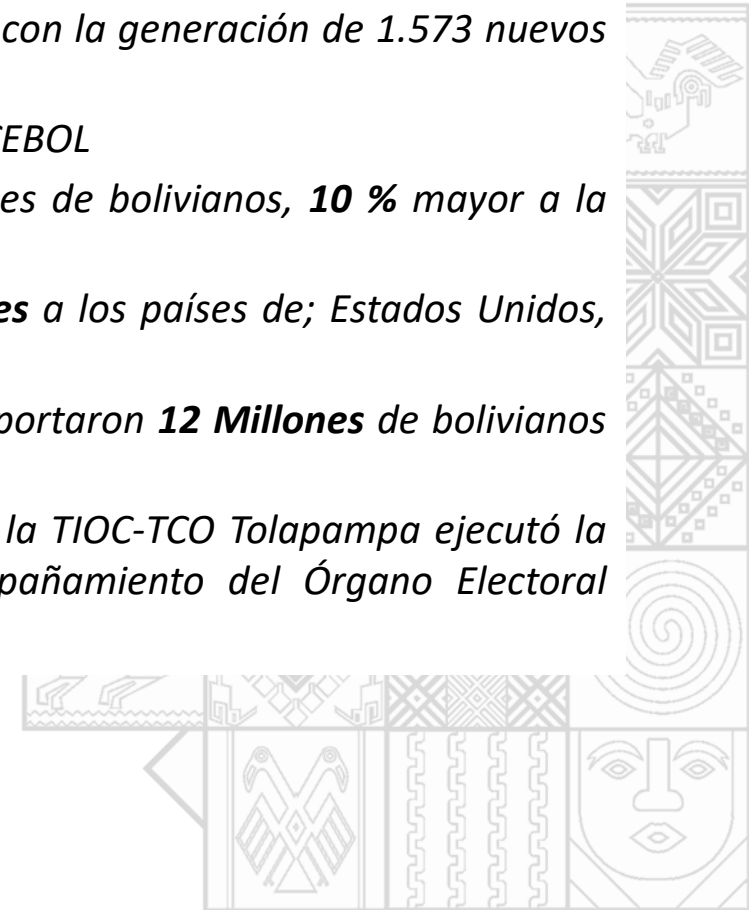 con la generación de 1.573 nuevos
CEBOL
es de bolivianos, 10 % mayor a la
es a los países de; Estados Unidos,
portaron 12 Millones de bolivianos
la TIOC-TCO Tolapampa ejecutó la
pañamiento del Órgano Electoral